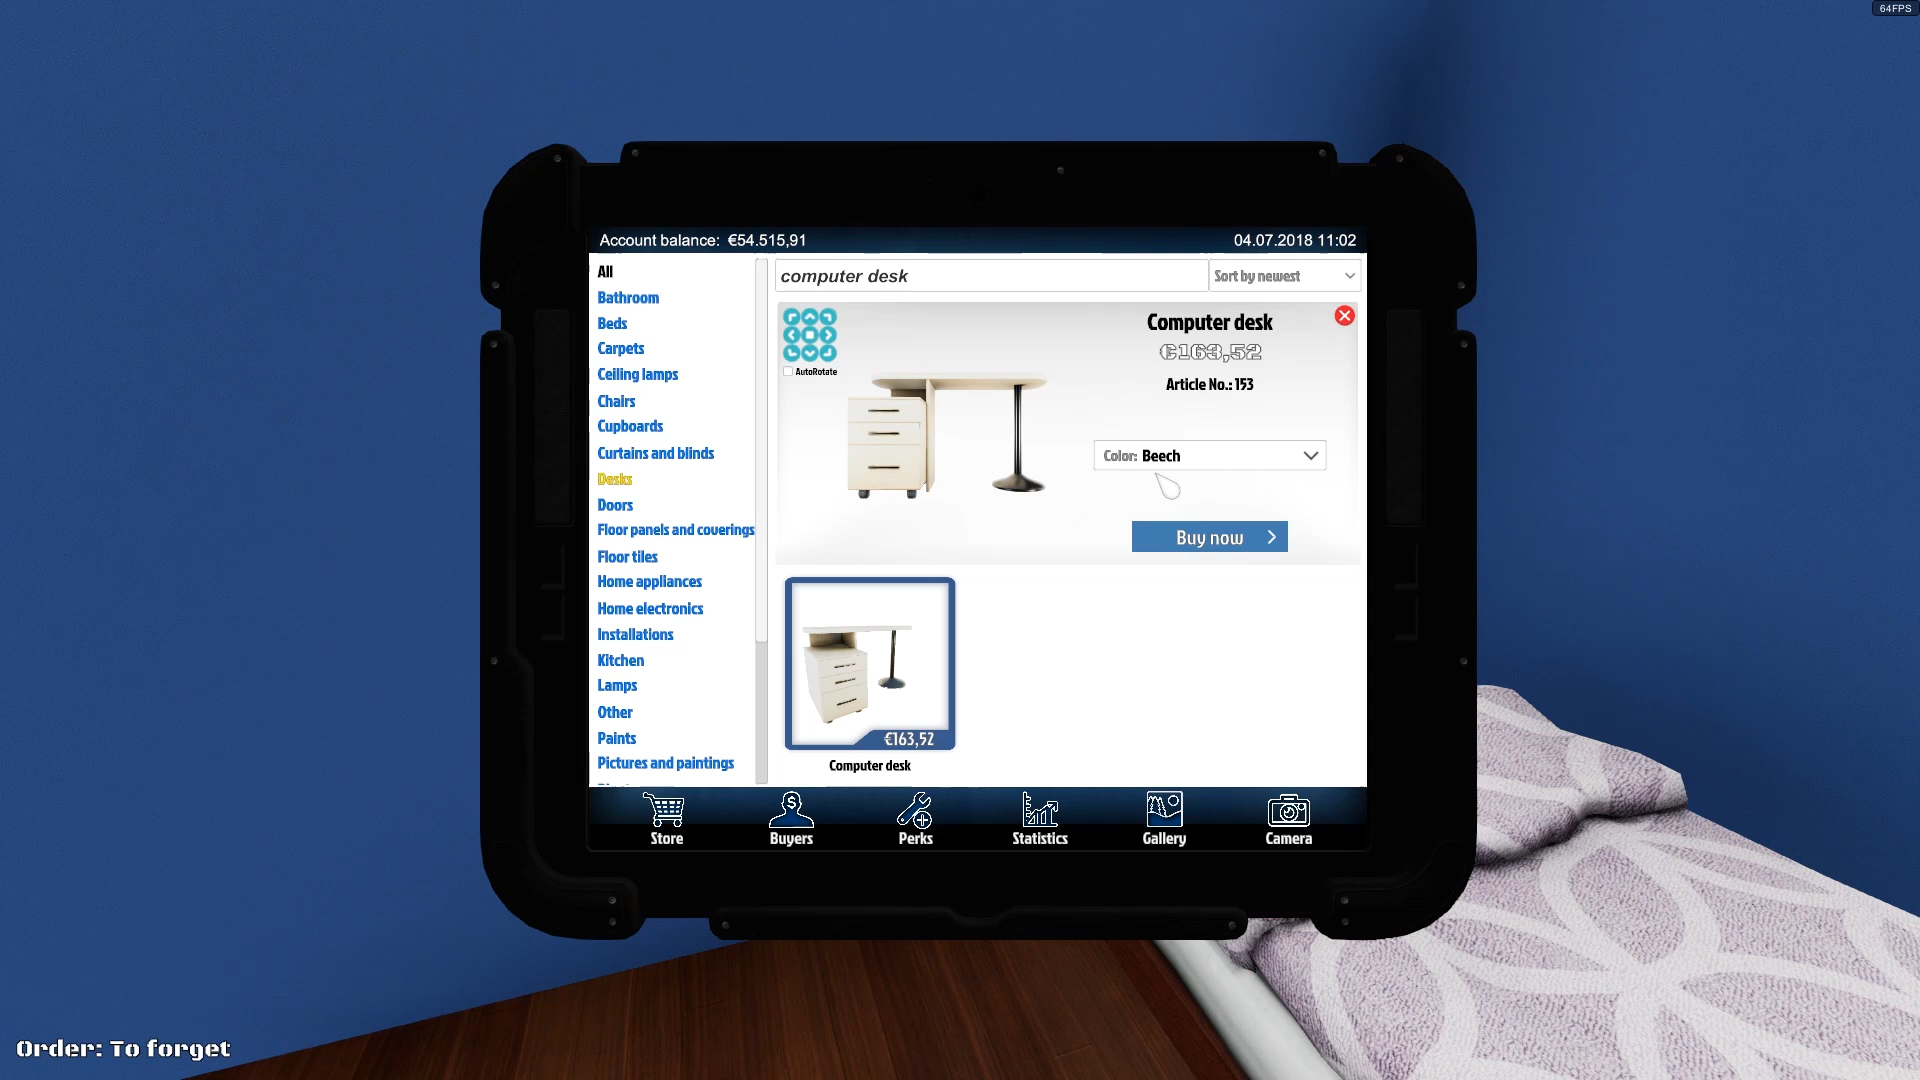 64FPS
Account balance: €54.515,91
04.07.2018 11:02
All
Bathroom
Beds
Carpets
Ceiling lamps
Chairs
Cupboards
Curtains and blinds
Desks
Doors
Floor panels and coverings
Floor tiles
Home appliances
Home electronics
Installations
Kitchen
Lamps
Other
Paints
Pictures and paintings
computer desk
Sort by newest
AutoRotate
Computer desk
€163,52
Article No.: 153
Color: Beech
Buy now
€163,52
Computer desk
Store
Buyers
Perks
Statistics
Gallery
Camera
Order: To forget